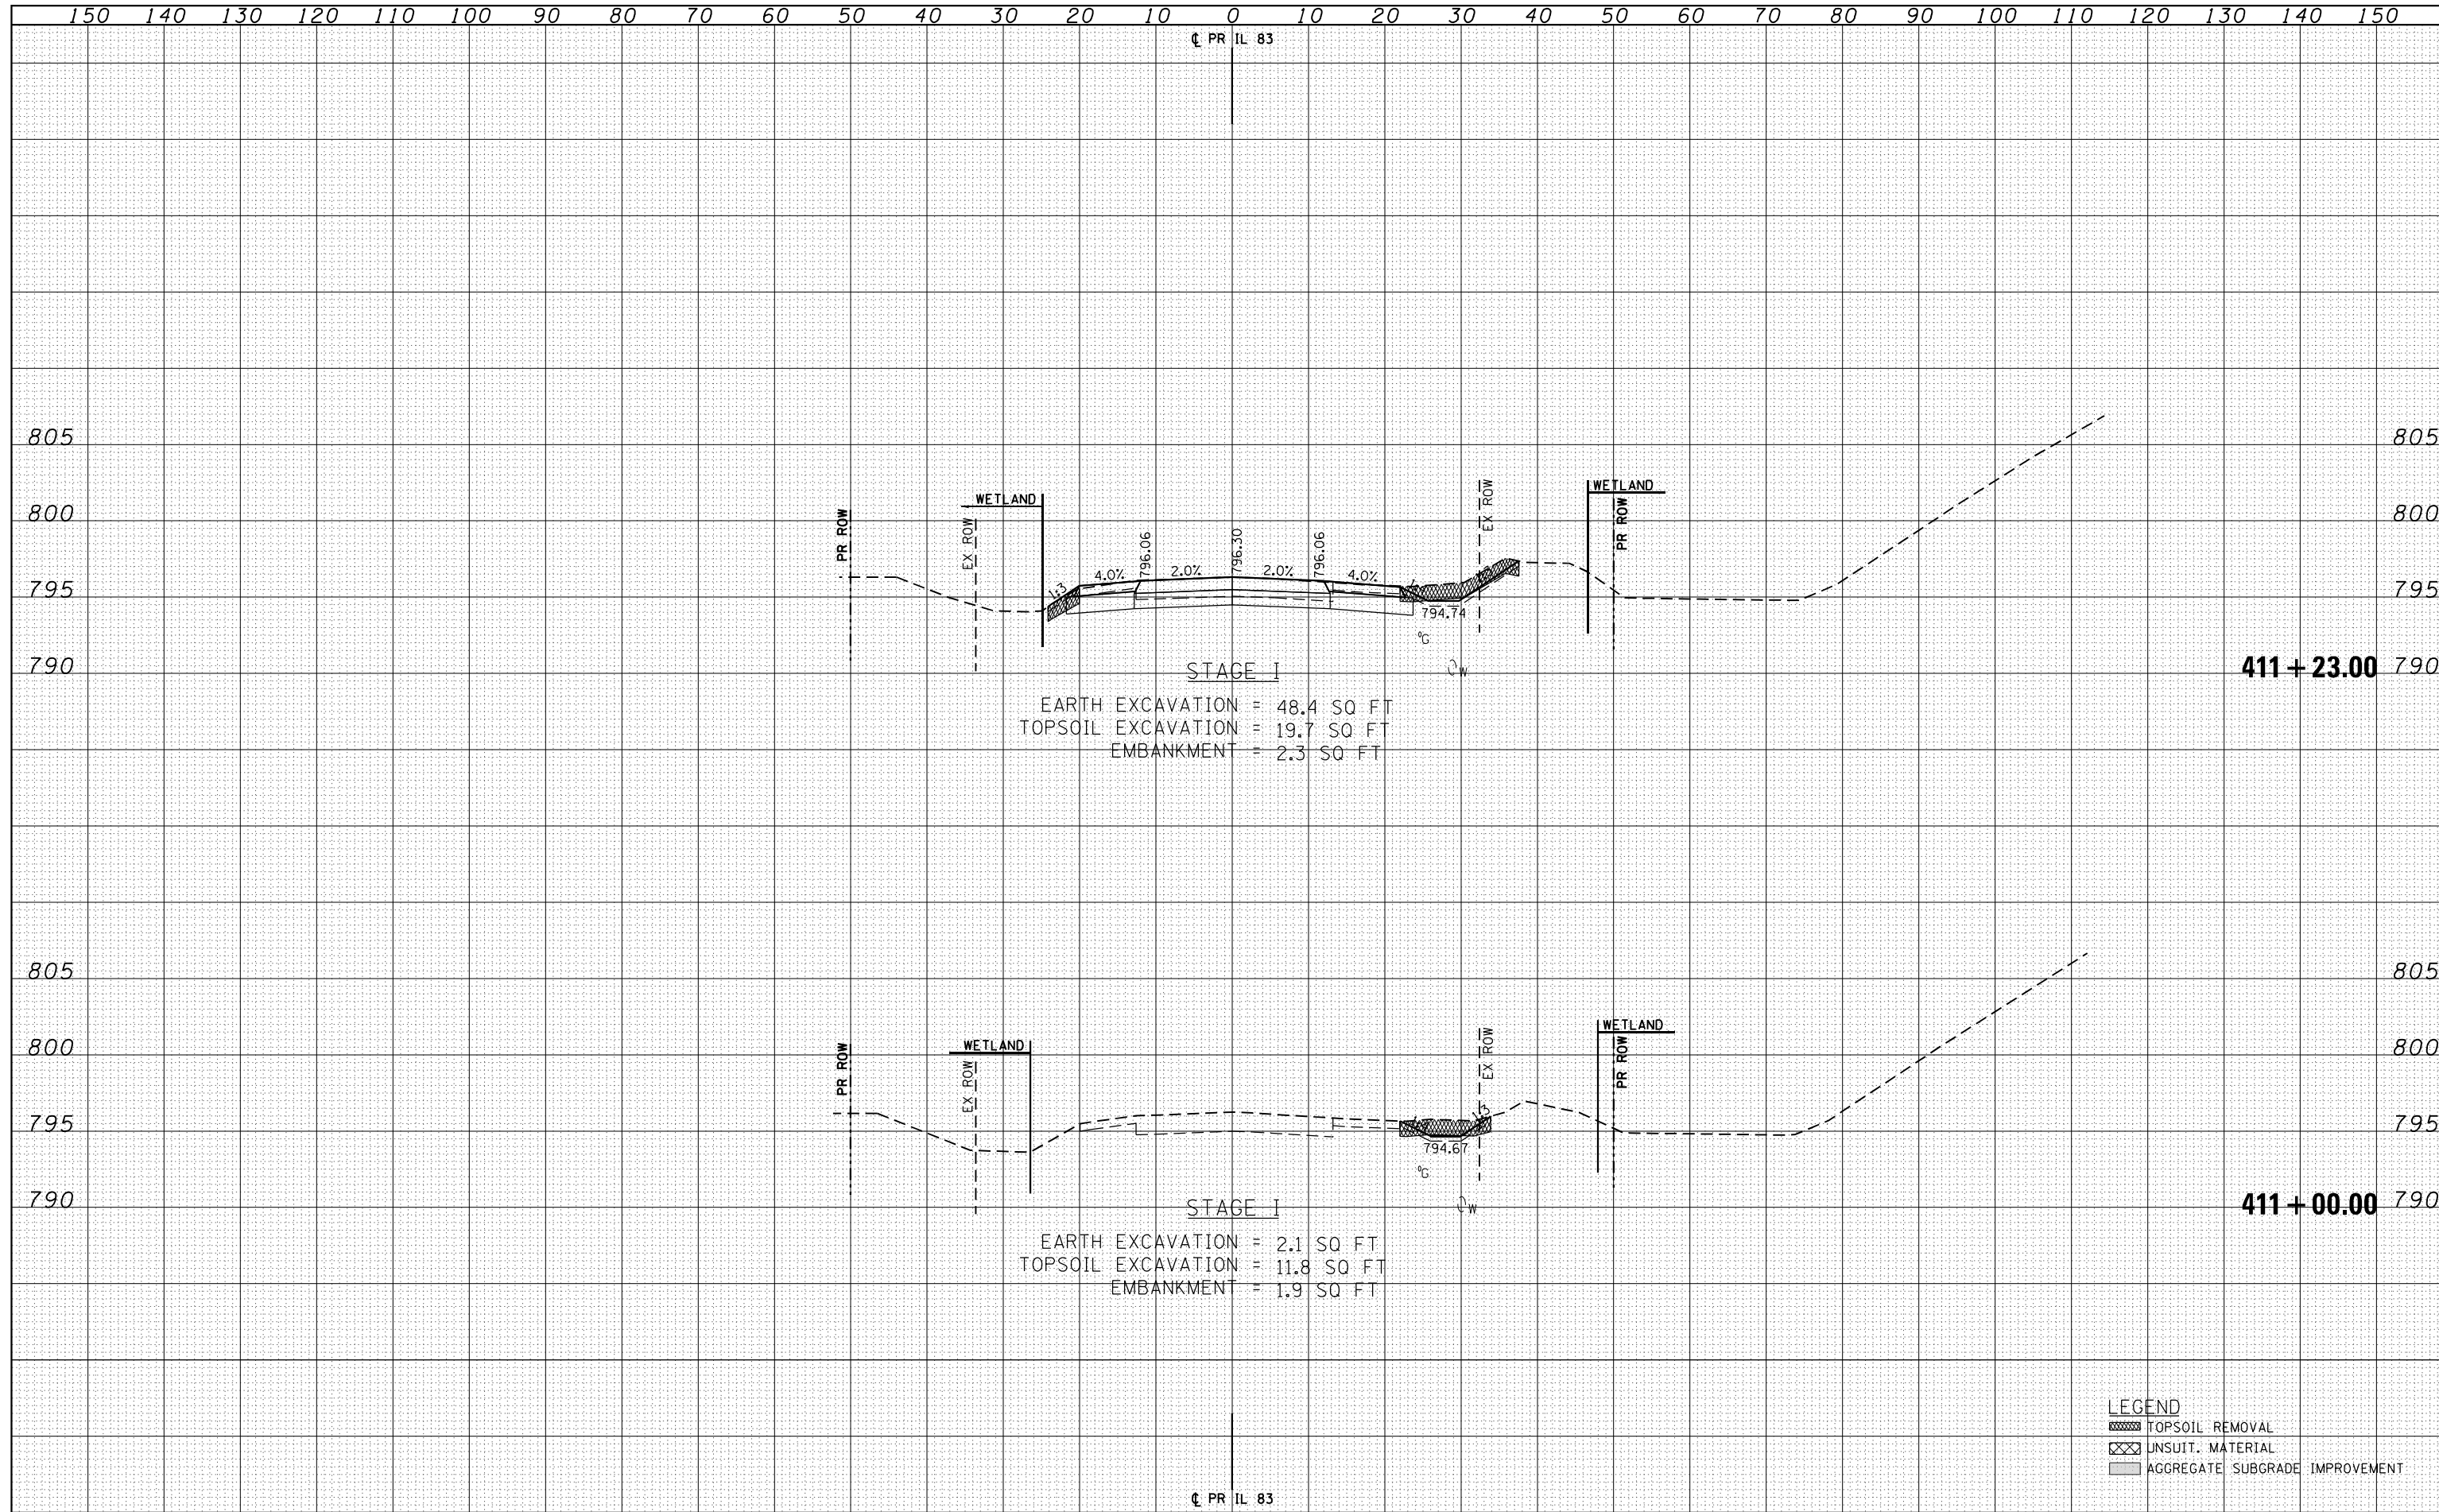 150 140 130 120 110 100 90 80 70 60 50 40 30 20 10 0 10 20 30 40 50 60 70 80 90 100 110 120 130 140 150
℄ PR IL 83
805 805
800 800
795 795
790 790
PR ROW
EX ROW
WETLAND
1:3
4.0%
796.06
2.0%
796.30
2.0%
796.06
4.0%
794.74
EX ROW
WETLAND
PR ROW
G
W
411 + 23.00
STAGE I
EARTH EXCAVATION = 48.4 SQ FT
TOPSOIL EXCAVATION = 19.7 SQ FT
EMBANKMENT = 2.3 SQ FT
805 805
800 800
795 795
790 790
PR ROW
EX ROW
WETLAND
794.67
1:3
EX ROW
WETLAND
PR ROW
G
W
411 + 00.00
STAGE I
EARTH EXCAVATION = 2.1 SQ FT
TOPSOIL EXCAVATION = 11.8 SQ FT
EMBANKMENT = 1.9 SQ FT
LEGEND
TOPSOIL REMOVAL
UNSUIT. MATERIAL
AGGREGATE SUBGRADE IMPROVEMENT
℄ PR IL 83